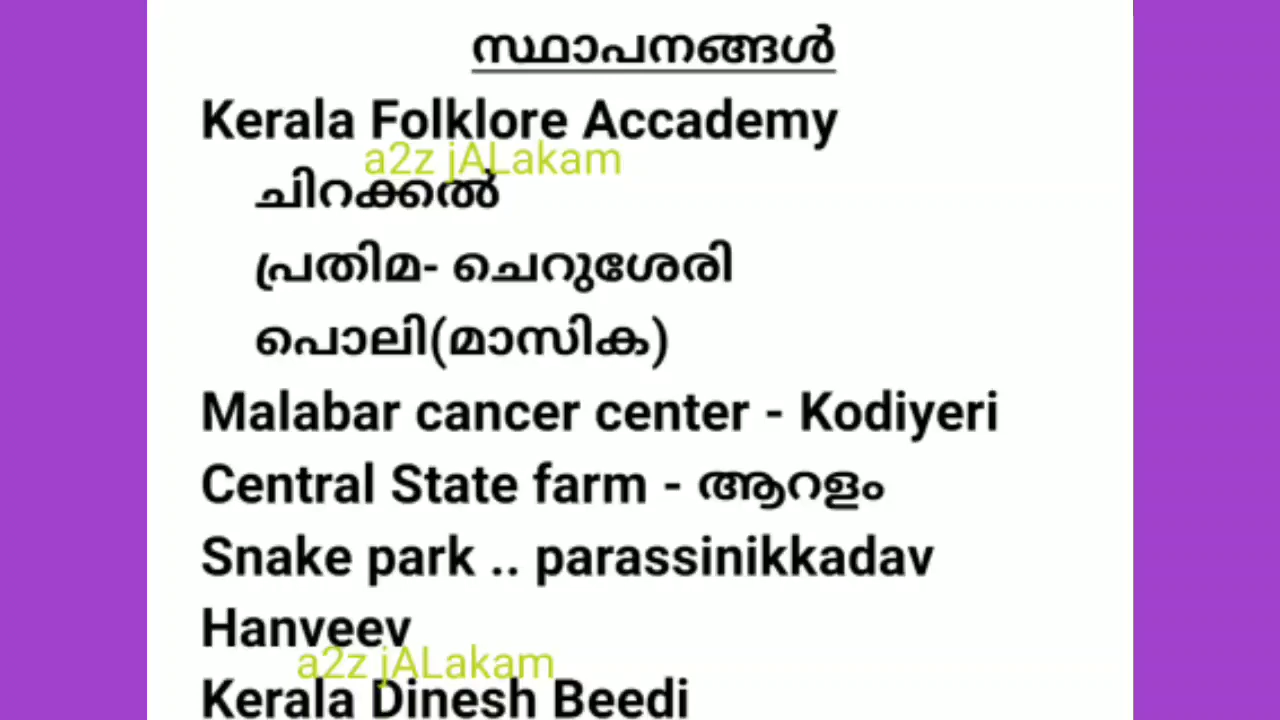 സ്ഥാപനങ്ങൾ
Kerala Folklore Accademy
a2z jALakam
ചിറക്കൽ
പ്രതിമ- ചെറുശേരി
പൊലി(മാസിക)
Malabar cancer center - Kodiyeri
Central State farm - ആറളം
Snake park .. parassinikkadav
Hanveev
a2z jALakam
Kerala Dinesh Beedi